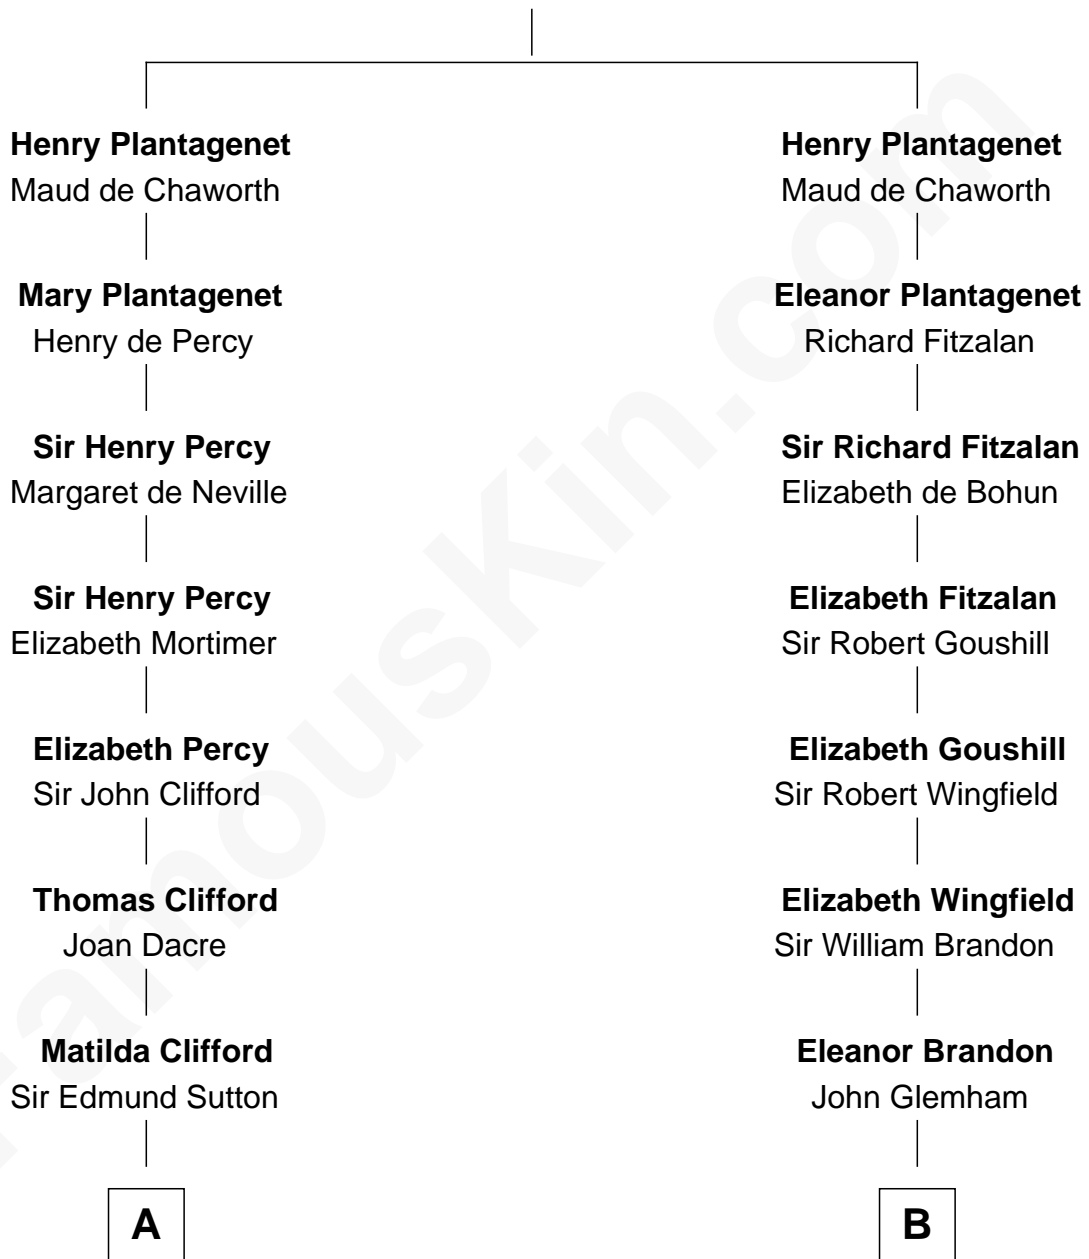 Henry Plantagenet
Maud de Chaworth
Mary Plantagenet
Henry de Percy
Sir Henry Percy
Margaret de Neville
Sir Henry Percy
Elizabeth Mortimer
Elizabeth Percy
Sir John Clifford
Thomas Clifford
Joan Dacre
Matilda Clifford
Sir Edmund Sutton
A
Henry Plantagenet
Maud de Chaworth
Eleanor Plantagenet
Richard Fitzalan
Sir Richard Fitzalan
Elizabeth de Bohun
Elizabeth Fitzalan
Sir Robert Goushill
Elizabeth Goushill
Sir Robert Wingfield
Elizabeth Wingfield
Sir William Brandon
Eleanor Brandon
John Glemham
B
FamousKin.com